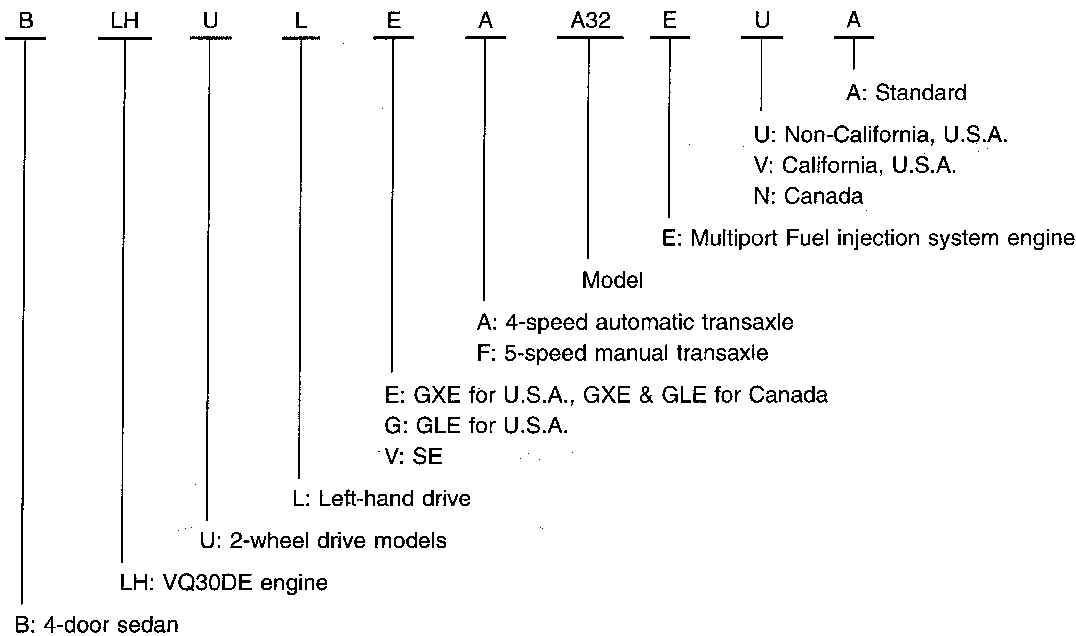 B LH U L E A A32 E U A
A: Standard
U: Non-California, U.S.A.
V: California, U.S.A.
N: Canada
E: Multiport Fuel injection system engine
Model
A: 4-speed automatic transaxle
F: 5-speed manual transaxle
E: GXE for U.S.A., GXE & GLE for Canada
G: GLE for U.S.A.
V: SE
L: Left-hand drive
U: 2-wheel drive models
LH: VQ30DE engine
B: 4-door sedan